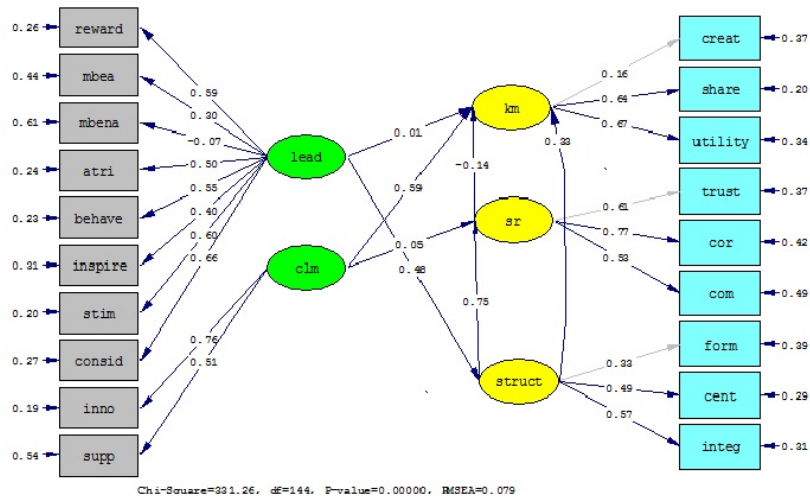 0.26 reward
0.44 mbea
0.61 mbena
0.24 atri
0.23 behave
0.31 inspire
0.20 stim
0.27 consid
0.19 inno
0.54 supp
0.59
0.30
-0.07
0.50
0.55
0.40
0.60
0.66
0.76
0.51
lead
clm
0.01
0.59
0.05
0.46
-0.14
0.75
0.33
km
sr
struct
0.16
0.64
0.67
0.61
0.77
0.53
0.33
0.49
0.57
creat 0.37
share 0.20
utility 0.34
trust 0.37
cor 0.42
com 0.49
form 0.39
cent 0.29
integ 0.31
Chi-Square=331.26, df=144, P-value=0.00000, RMSEA=0.079